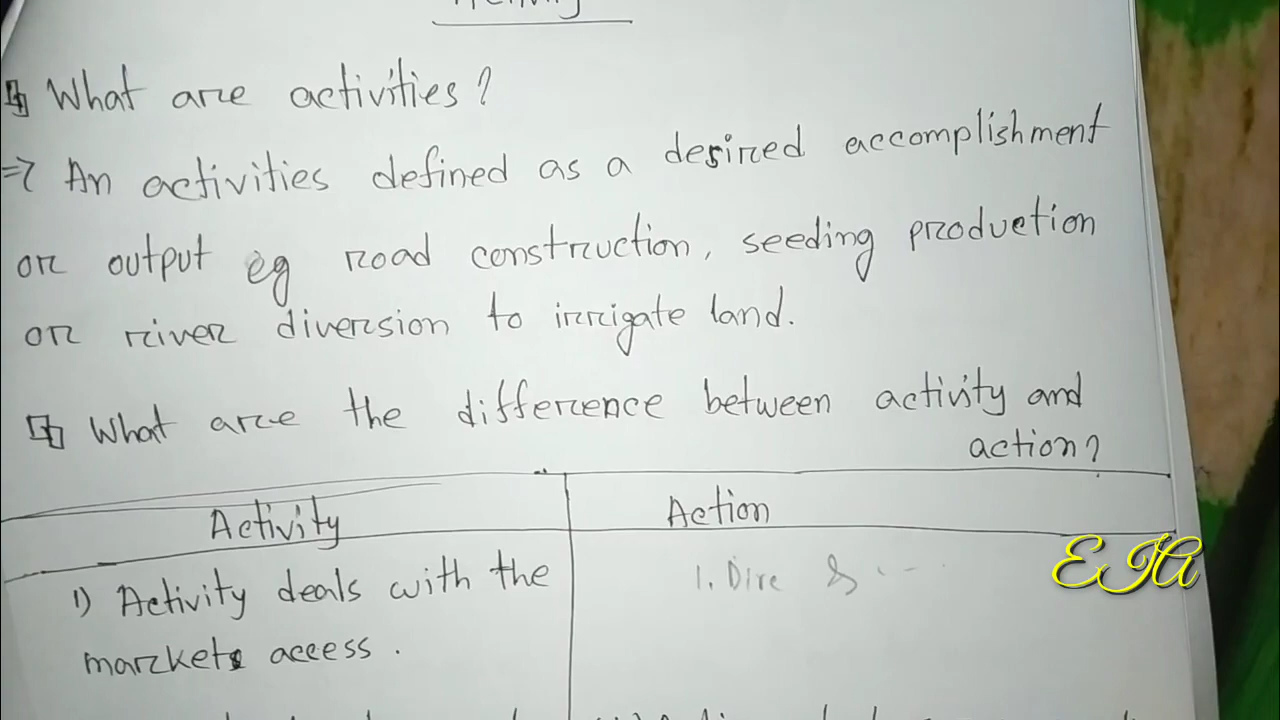 Activity
What are activities?
=> An activities defined as a desired accomplishment
or output eg road construction, seeding production
or river diversion to irrigate land.
What are the difference between activity and
action?
Activity
Action
1) Activity deals with the
markets access.
1. Dire &
EIA